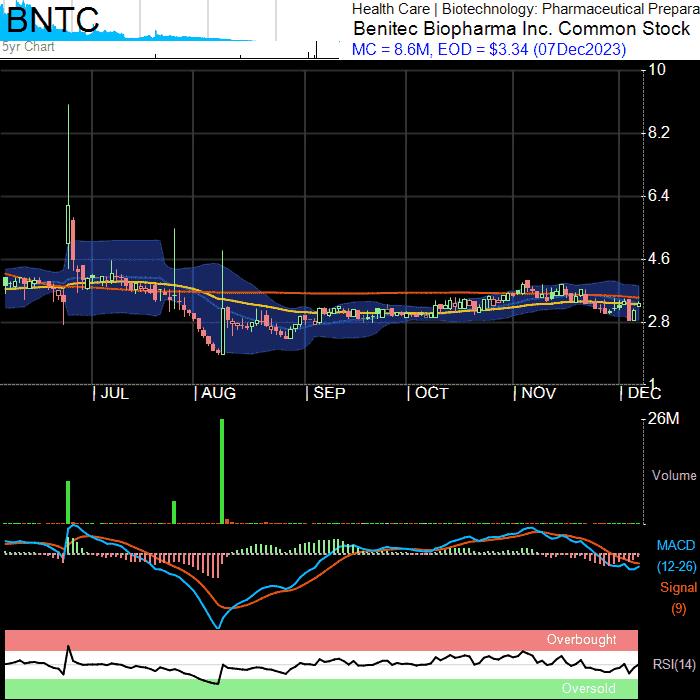 BNTC
5yr Chart
Health Care | Biotechnology: Pharmaceutical Prepara
Benitec Biopharma Inc. Common Stock
MC = 8.6M, EOD = $3.34 (07Dec2023)
10
8.2
6.4
4.6
2.8
1
| JUL | AUG | SEP | OCT | NOV | DEC
26M
Volume
MACD
(12-26)
Signal
(9)
Overbought
RSI(14)
Oversold